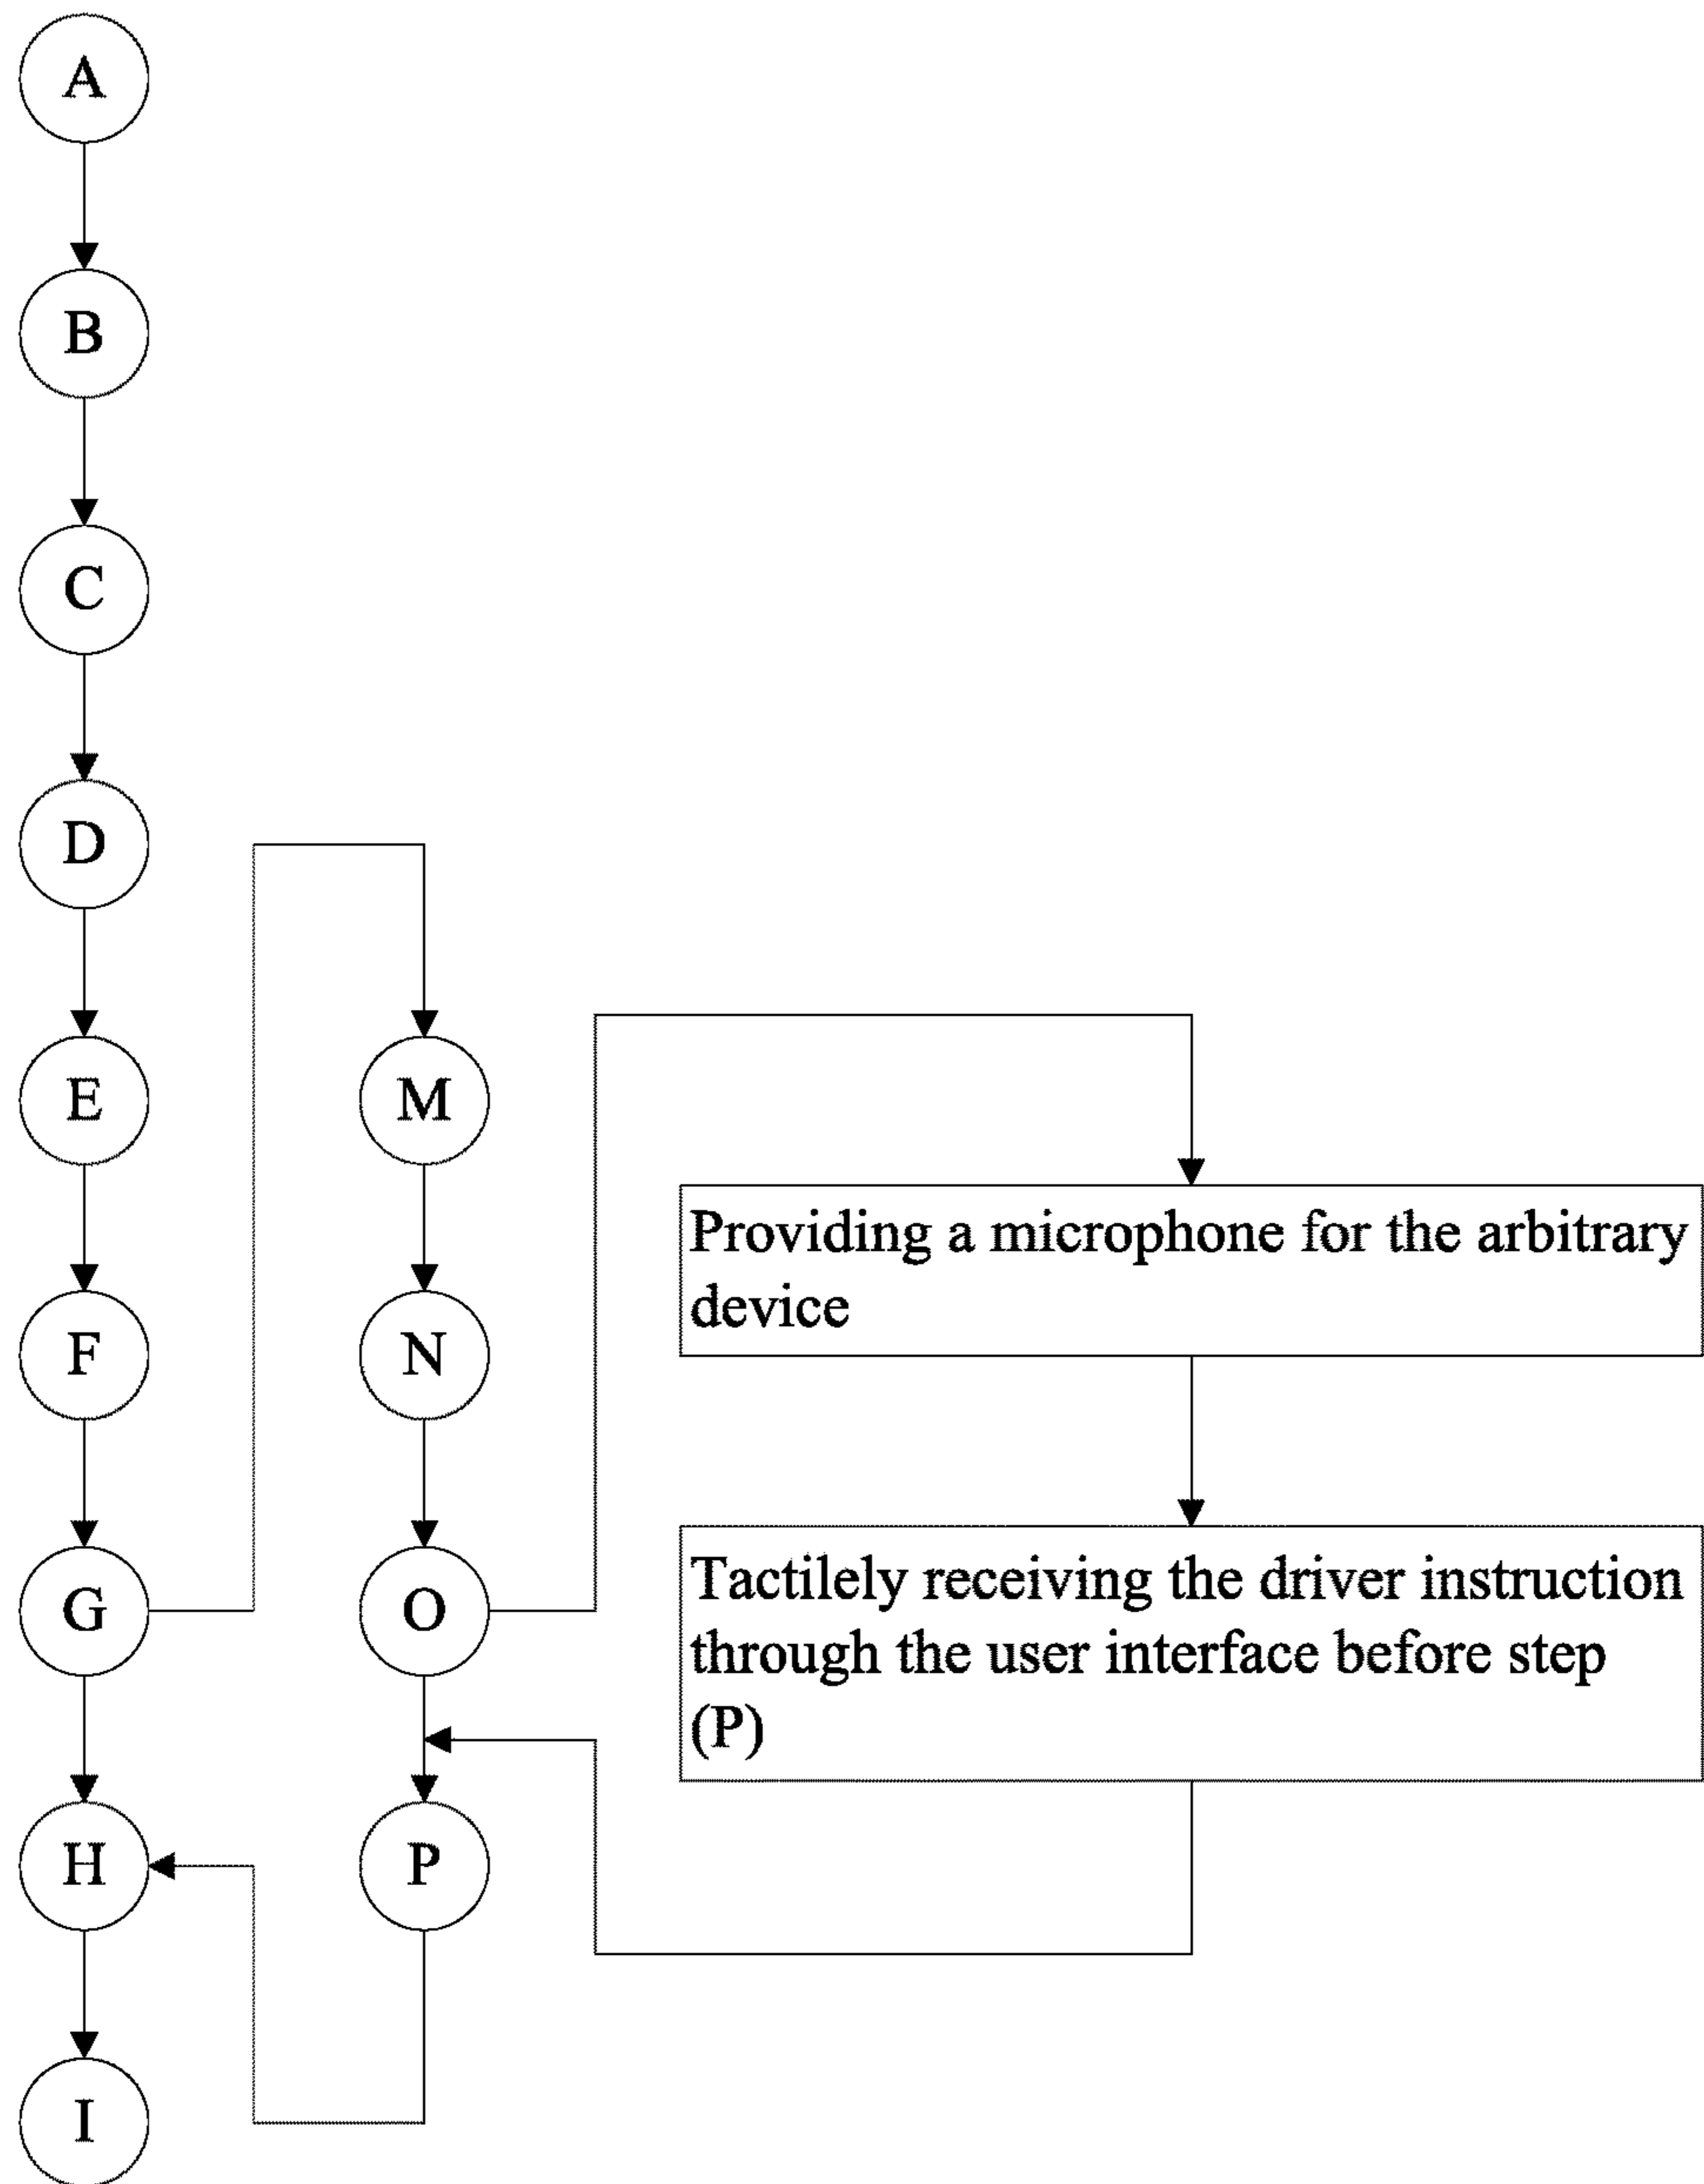 A
B
C
D
E
F
G
H
I
M
N
O
P
Providing a microphone for the arbitrary
device
Tactilely receiving the driver instruction
through the user interface before step
(P)